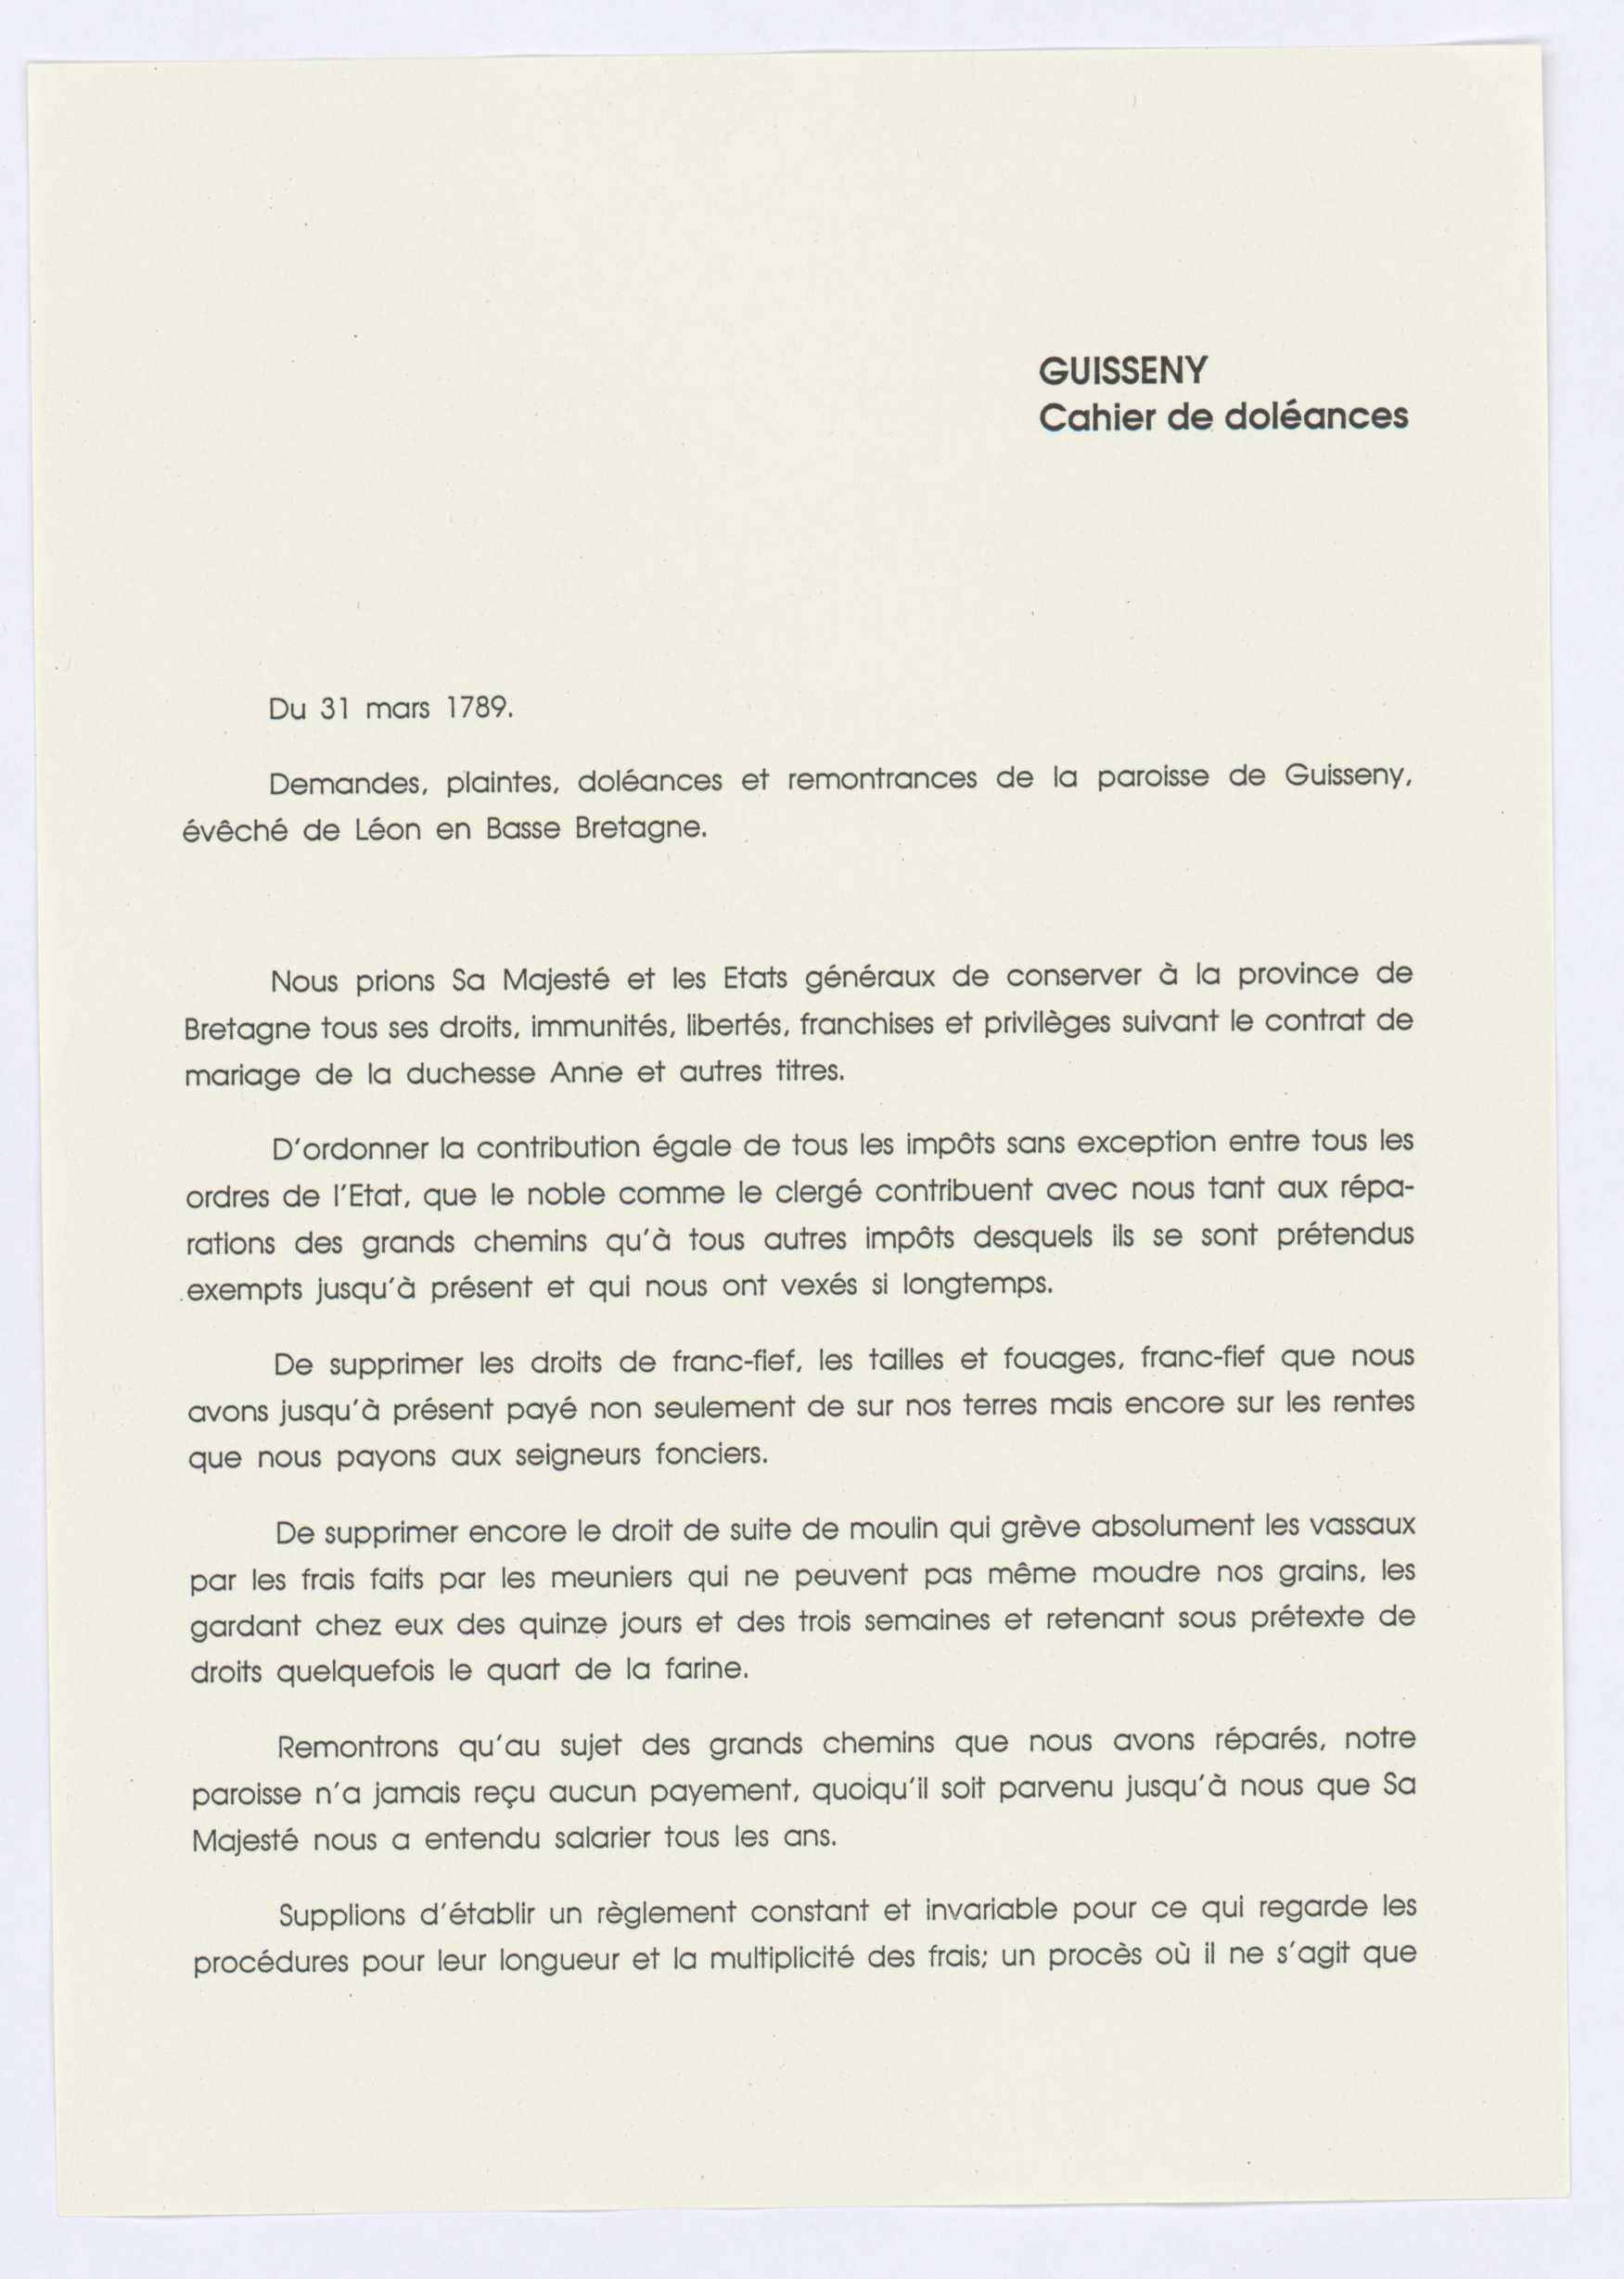 GUISSENY
Cahier de doléances
Du 31 mars 1789.
Demandes, plaintes, doléances et remontrances de la paroisse de Guisseny,
évêché de Léon en Basse Bretagne.
Nous prions Sa Majesté et les Etats généraux de conserver à la province de
Bretagne tous ses droits, immunités, libertés, franchises et privilèges suivant le contrat de
mariage de la duchesse Anne et autres titres.
D'ordonner la contribution égale de tous les impôts sans exception entre tous les
ordres de l'Etat, que le noble comme le clergé contribuent avec nous tant aux répa-
rations des grands chemins qu'à tous autres impôts desquels ils se sont prétendus
exempts jusqu'à présent et qui nous ont vexés si longtemps.
De supprimer les droits de franc-fief, les tailles et fouages, franc-fief que nous
avons jusqu'à présent payé non seulement de sur nos terres mais encore sur les rentes
que nous payons aux seigneurs fonciers.
De supprimer encore le droit de suite de moulin qui grève absolument les vassaux
par les frais faits par les meuniers qui ne peuvent pas même moudre nos grains, les
gardant chez eux des quinze jours et des trois semaines et retenant sous prétexte de
droits quelquefois le quart de la farine.
Remontrons qu'au sujet des grands chemins que nous avons réparés, notre
paroisse n'a jamais reçu aucun payement, quoiqu'il soit parvenu jusqu'à nous que Sa
Majesté nous a entendu salarier tous les ans.
Supplions d'établir un règlement constant et invariable pour ce qui regarde les
procédures pour leur longueur et la multiplicité des frais; un procès où il ne s'agit que